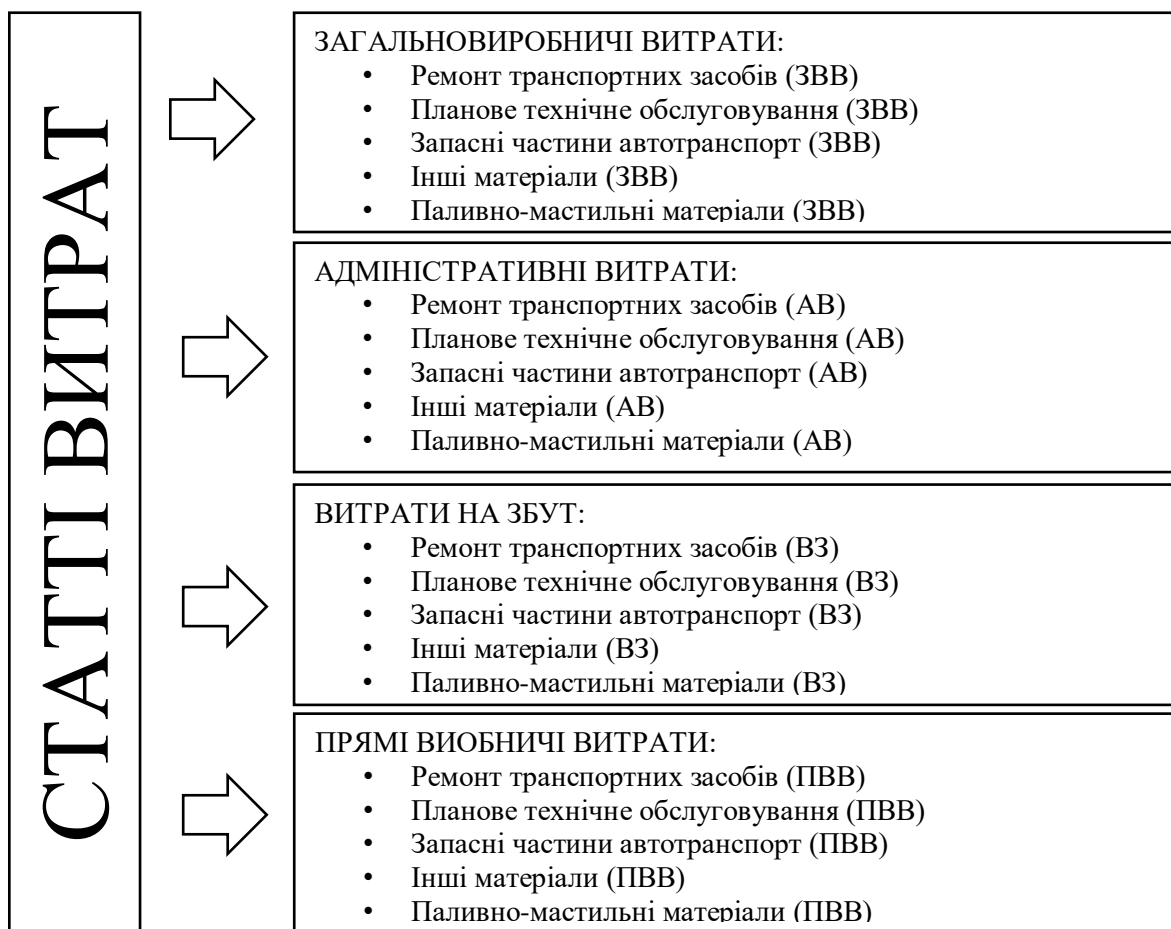 СТАТТІ ВИТРАТ
ЗАГАЛЬНОВИРОБНИЧІ ВИТРАТИ:
• Ремонт транспортних засобів (ЗВВ)
• Планове технічне обслуговування (ЗВВ)
• Запасні частини автотранспорт (ЗВВ)
• Інші матеріали (ЗВВ)
• Паливно-мастильні матеріали (ЗВВ)
АДМІНІСТРАТИВНІ ВИТРАТИ:
• Ремонт транспортних засобів (АВ)
• Планове технічне обслуговування (АВ)
• Запасні частини автотранспорт (АВ)
• Інші матеріали (АВ)
• Паливно-мастильні матеріали (АВ)
ВИТРАТИ НА ЗБУТ:
• Ремонт транспортних засобів (ВЗ)
• Планове технічне обслуговування (ВЗ)
• Запасні частини автотранспорт (ВЗ)
• Інші матеріали (ВЗ)
• Паливно-мастильні матеріали (ВЗ)
ПРЯМІ ВИОБНИЧІ ВИТРАТИ:
• Ремонт транспортних засобів (ПВВ)
• Планове технічне обслуговування (ПВВ)
• Запасні частини автотранспорт (ПВВ)
• Інші матеріали (ПВВ)
• Паливно-мастильні матеріали (ПВВ)